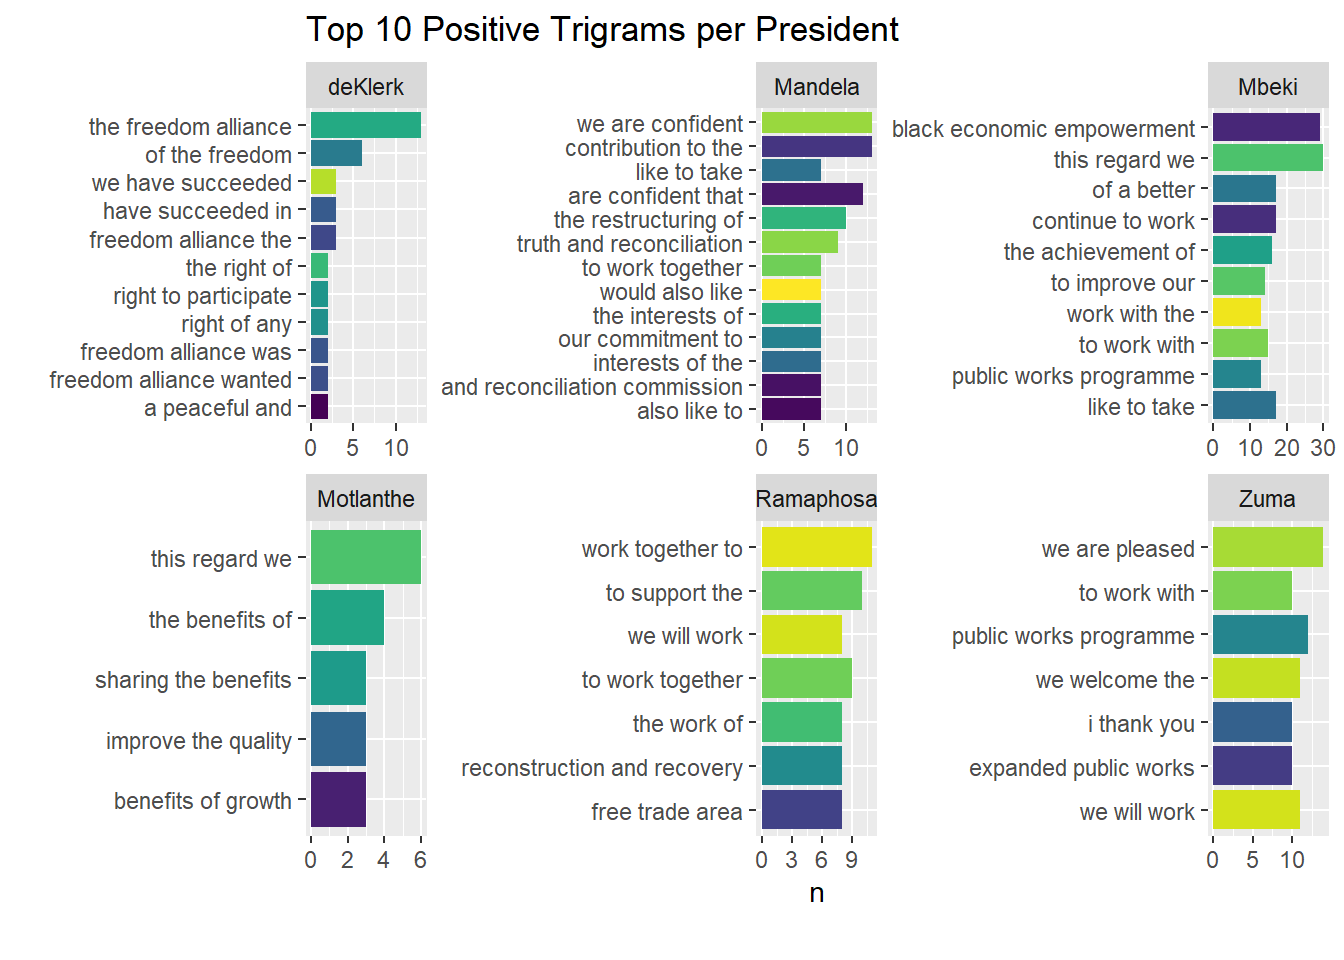 Top 10 Positive Trigrams per President
deKlerk
the freedom alliance
of the freedom
we have succeeded
have succeeded in
freedom alliance the
the right of
right to participate
right of any
freedom alliance was
freedom alliance wanted
a peaceful and
0 5 10
Mandela
we are confident
contribution to the
like to take
are confident that
the restructuring of
truth and reconciliation
to work together
would also like
the interests of
our commitment to
interests of the
and reconciliation commission
also like to
0 5 10
Mbeki
black economic empowerment
this regard we
of a better
continue to work
the achievement of
to improve our
work with the
to work with
public works programme
like to take
0 10 20 30
Motlanthe
this regard we
the benefits of
sharing the benefits
improve the quality
benefits of growth
0 2 4 6
Ramaphosa
work together to
to support the
we will work
to work together
the work of
reconstruction and recovery
free trade area
0 3 6 9
Zuma
we are pleased
to work with
public works programme
we welcome the
i thank you
expanded public works
we will work
0 5 10
n